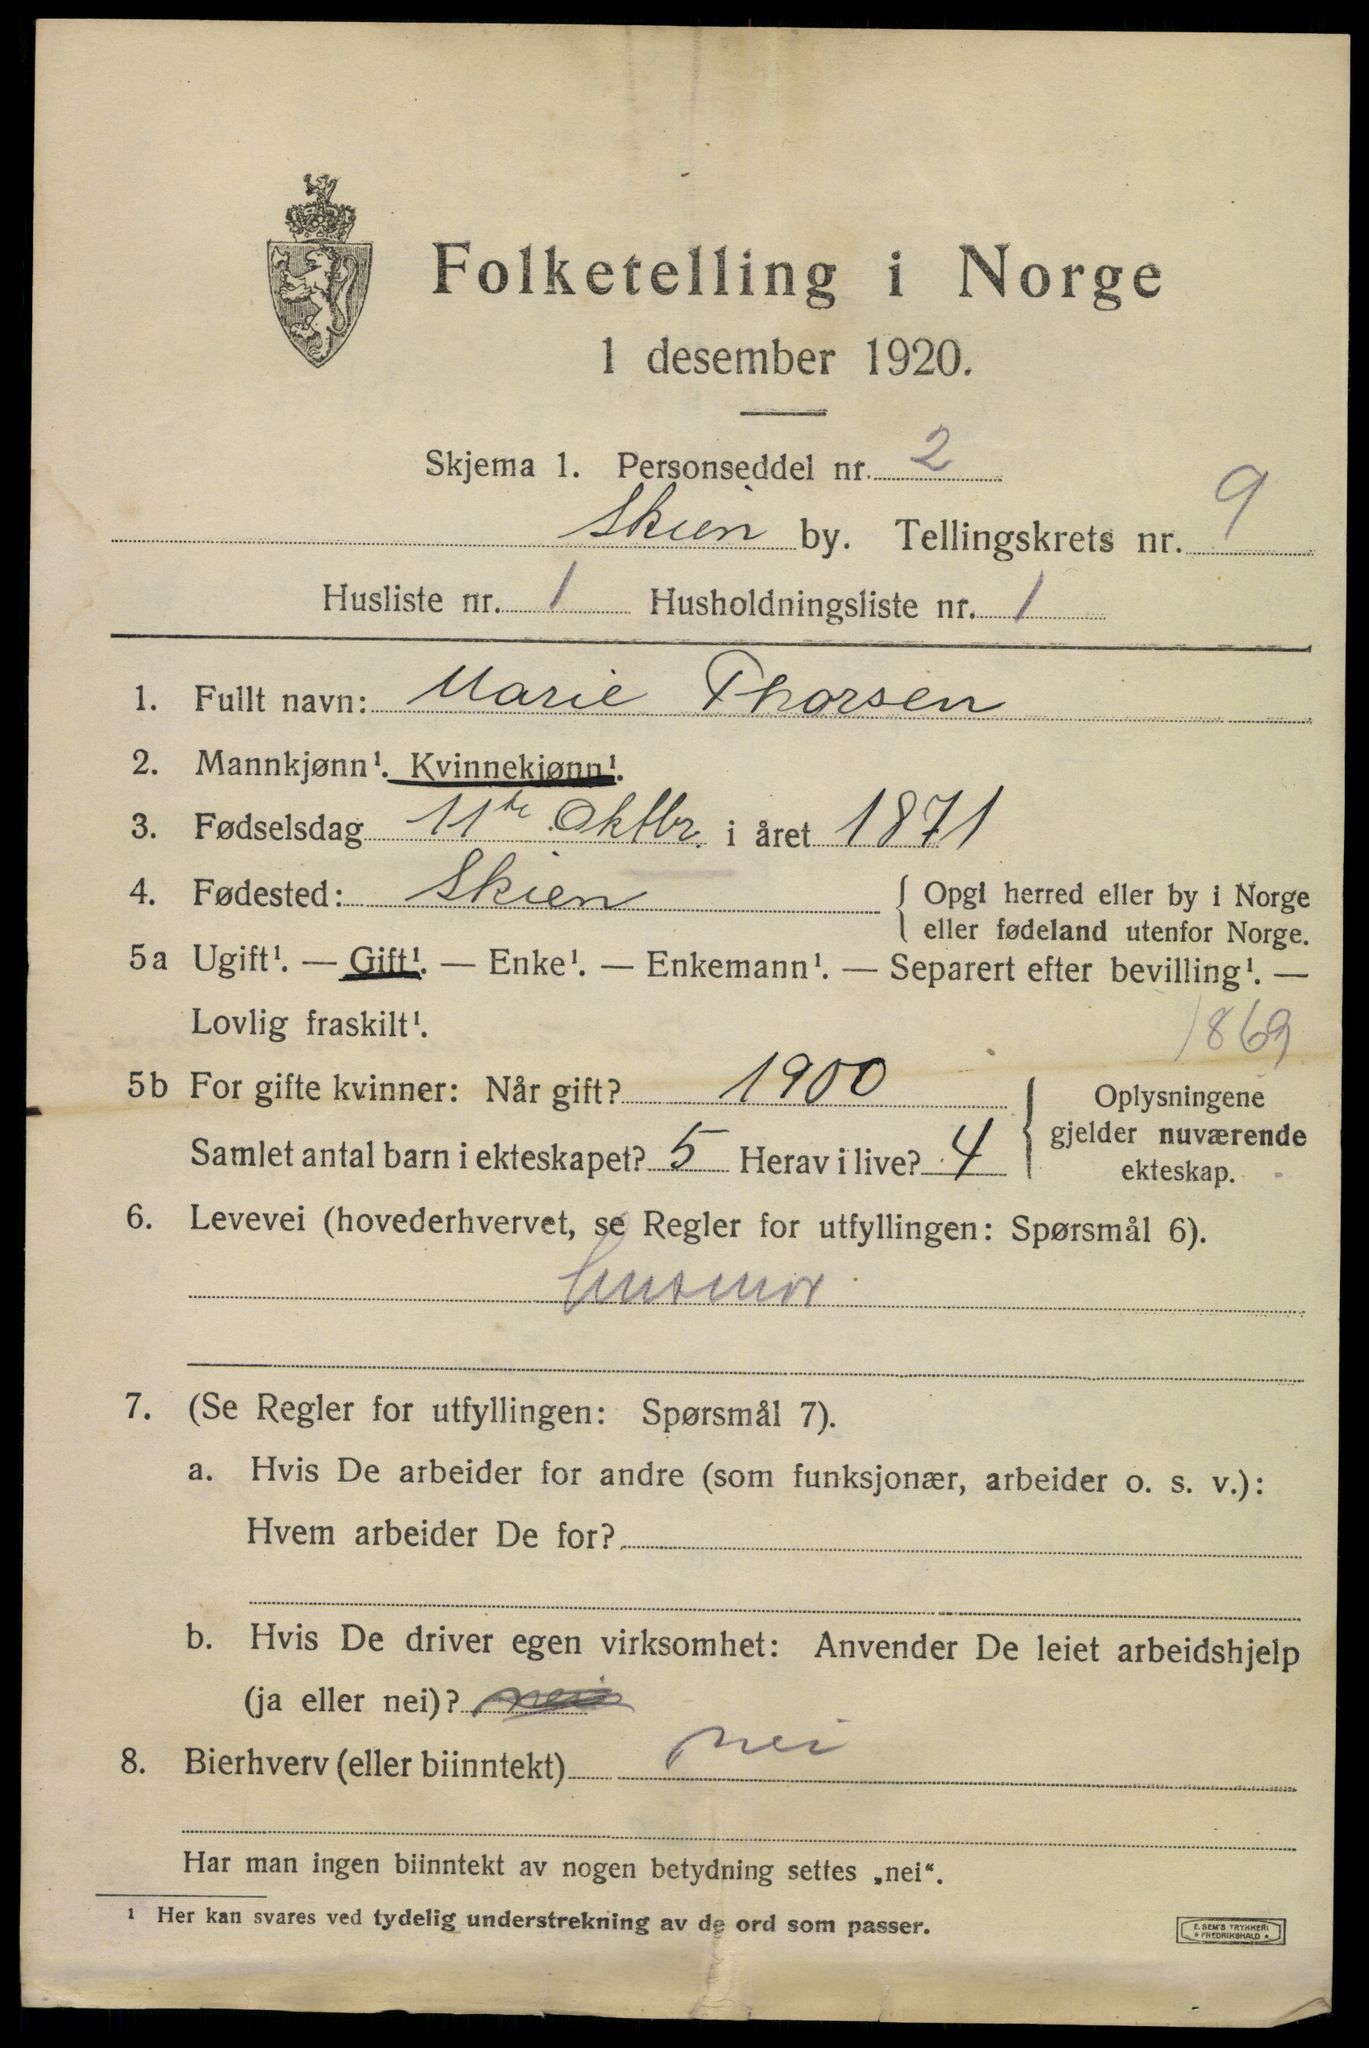 Folketelling i Norge
1 desember 1920.
Skjema 1. Personseddel nr. 2
Skien by. Tellingskrets nr. 9
Husliste nr. 1 Husholdningsliste nr. 1
1. Fullt navn: Marie Thorsen
2. Mannkjønn¹. Kvinnekjønn¹.
3. Fødselsdag 11te Oktbr. i året 1871
4. Fødested: Skien { Opgi herred eller by i Norge
eller fødeland utenfor Norge.
5a Ugift¹. — Gift¹. — Enke¹. — Enkemann¹. — Separert efter bevilling¹. —
Lovlig fraskilt¹.
1869
5b For gifte kvinner: Når gift? 1900 { Oplysningene
gjelder nuværende
Samlet antal barn i ekteskapet? 5 Herav i live? 4
ekteskap.
6. Levevei (hovederhvervet, se Regler for utfyllingen: Spørsmål 6).
Husmor
7. (Se Regler for utfyllingen: Spørsmål 7).
a. Hvis De arbeider for andre (som funksjonær, arbeider o. s. v.):
Hvem arbeider De for?
b. Hvis De driver egen virksomhet: Anvender De leiet arbeidshjelp
(ja eller nei)? nei
8. Bierhverv (eller biinntekt) nei
Har man ingen biinntekt av nogen betydning settes „nei“.
¹ Her kan svares ved tydelig understrekning av de ord som passer.
E. SEM'S TRYKKERI
* FREDRIKSHALD *